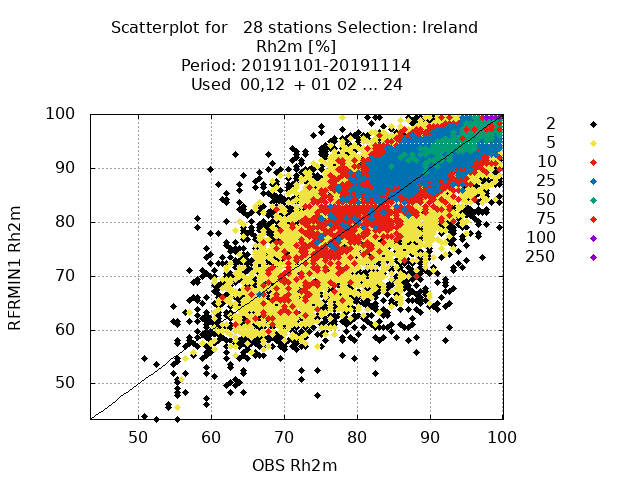 Scatterplot for 28 stations Selection: Ireland
Rh2m [%]
Period: 20191101-20191114
Used 00,12 + 01 02 ... 24
100
90
80
70
60
50
RFRMIN1 Rh2m
50 60 70 80 90 100
OBS Rh2m
2
5
10
25
50
75
100
250